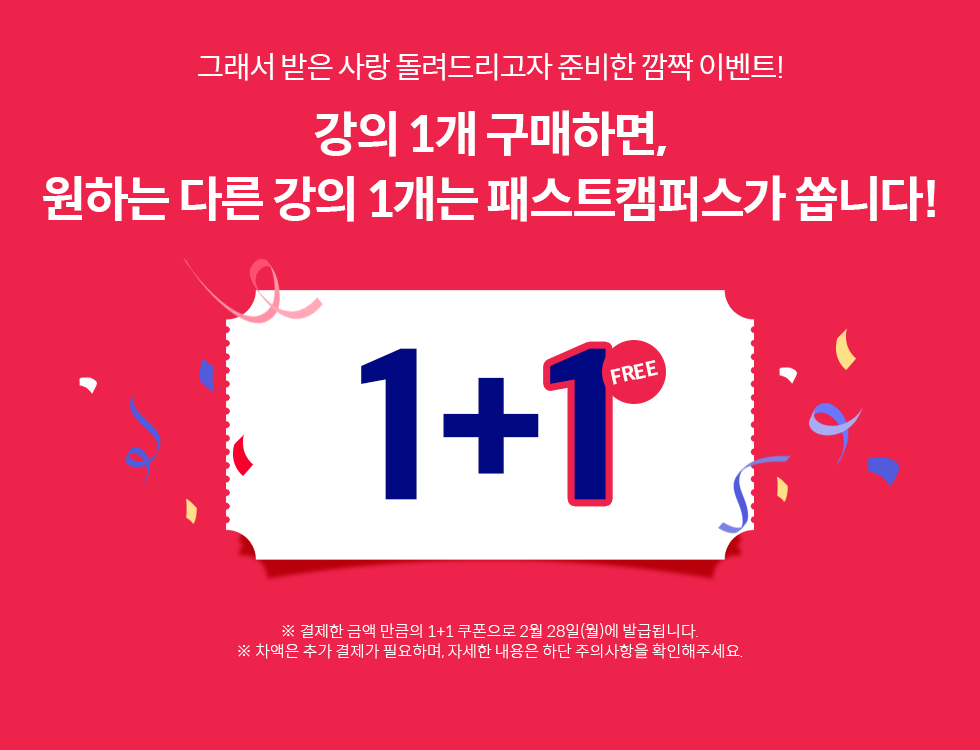 그래서 받은 사랑 돌려드리고자 준비한 깜짝 이벤트!
강의 1개 구매하면,
원하는 다른 강의 1개는 패스트캠퍼스가 쏩니다!
1+1
FREE
※ 결제한 금액 만큼의 1+1 쿠폰으로 2월 28일(월)에 발급됩니다.
※ 차액은 추가 결제가 필요하며, 자세한 내용은 하단 주의사항을 확인해주세요.